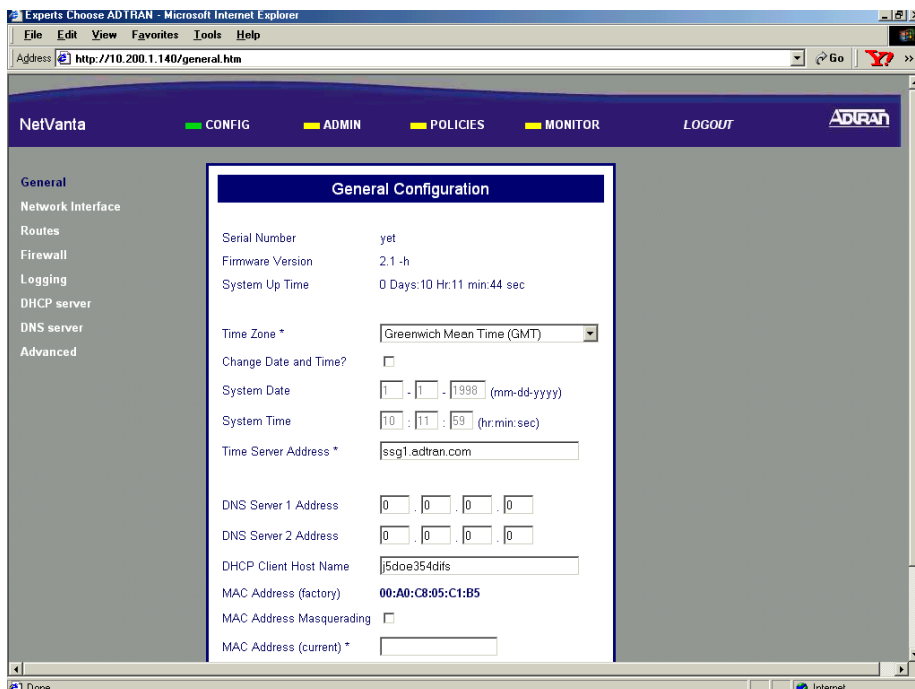 Experts Choose ADTRAN - Microsoft Internet Explorer
File Edit View Favorites Tools Help
Address http://10.200.1.140/general.htm Go Y! »
NetVanta CONFIG ADMIN POLICIES MONITOR LOGOUT ADTRAN
General
Network Interface
Routes
Firewall
Logging
DHCP server
DNS server
Advanced
General Configuration
Serial Number yet
Firmware Version 2.1 -h
System Up Time 0 Days:10 Hr:11 min:44 sec
Time Zone * Greenwich Mean Time (GMT)
Change Date and Time?
System Date 1 - 1 - 1998 (mm-dd-yyyy)
System Time 10 : 11 : 59 (hr:min:sec)
Time Server Address * ssg1.adtran.com
DNS Server 1 Address 0 . 0 . 0 . 0
DNS Server 2 Address 0 . 0 . 0 . 0
DHCP Client Host Name j5doe354difs
MAC Address (factory) 00:A0:C8:05:C1:B5
MAC Address Masquerading
MAC Address (current) *
Done Internet